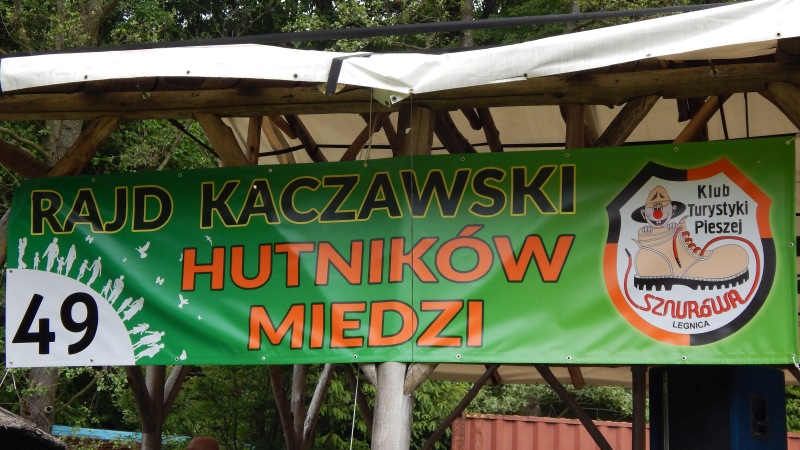 RAJD KACZAWSKI
HUTNIKÓW
MIEDZI
49
Klub
Turystyki
Pieszej
SZNURÓWA
LEGNICA